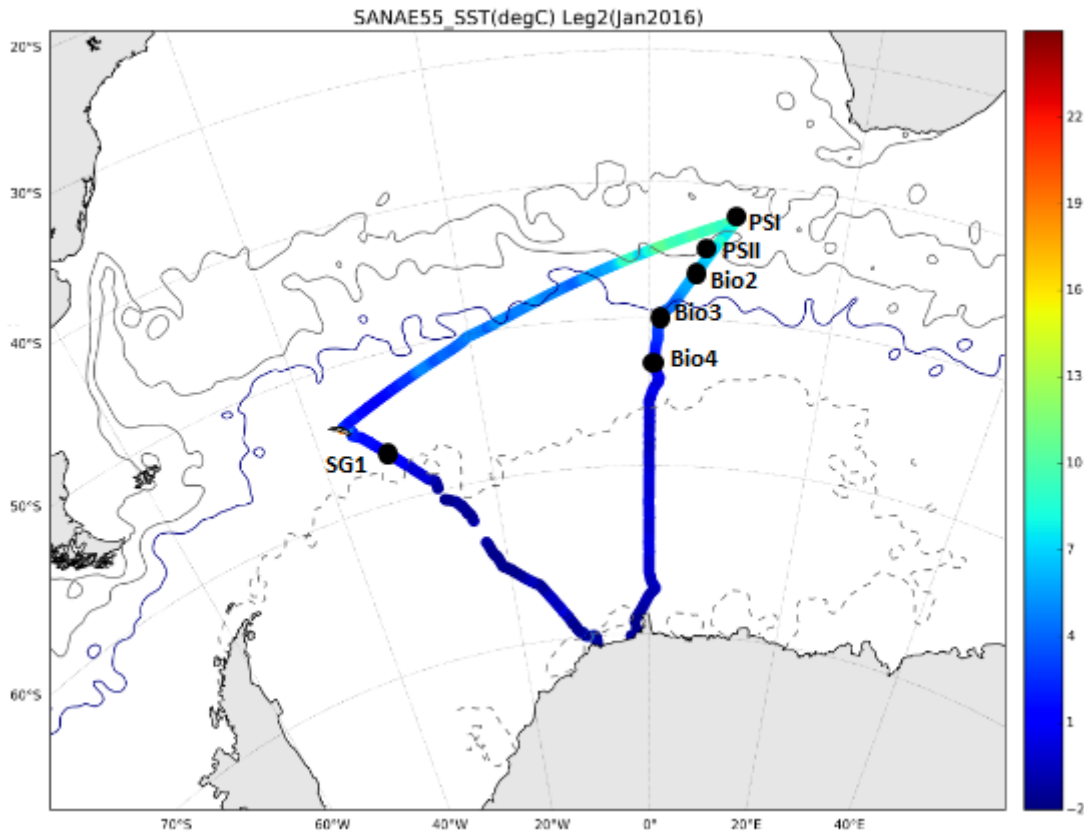 SANAE55_SST(degC) Leg2(Jan2016)
20°S
30°S
40°S
50°S
60°S
PSI
PSII
Bio2
Bio3
Bio4
SG1
22
19
16
13
10
7
4
1
−2
70°S
60°W
40°W
20°W
0°
20°E
40°E